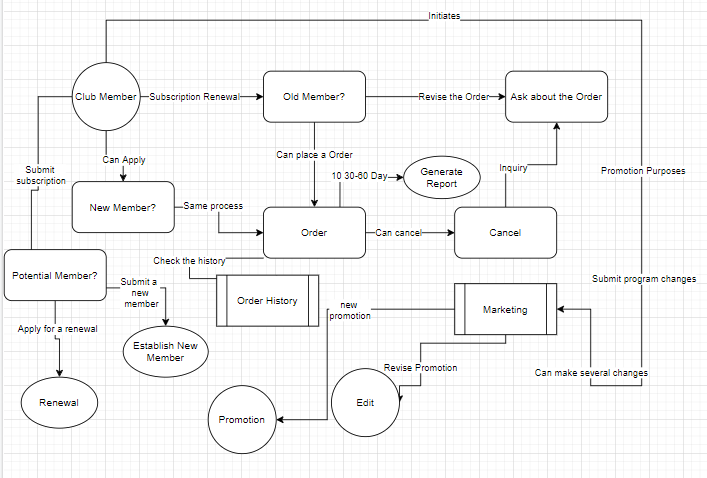 Initiates
Club Member
Subscription Renewal
Old Member?
Revise the Order
Ask about the Order
Can Apply
Can place a Order
Submit
subscription
10 30-60 Day
Generate
Report
Inquiry
Promotion Purposes
New Member?
Same process
Order
Can cancel
Cancel
Check the history
Potential Member?
Submit a
new
member
Submit program changes
Order History
new
promotion
Marketing
Apply for a renewal
Establish New
Member
Revise Promotion
Can make several changes
Renewal
Edit
Promotion